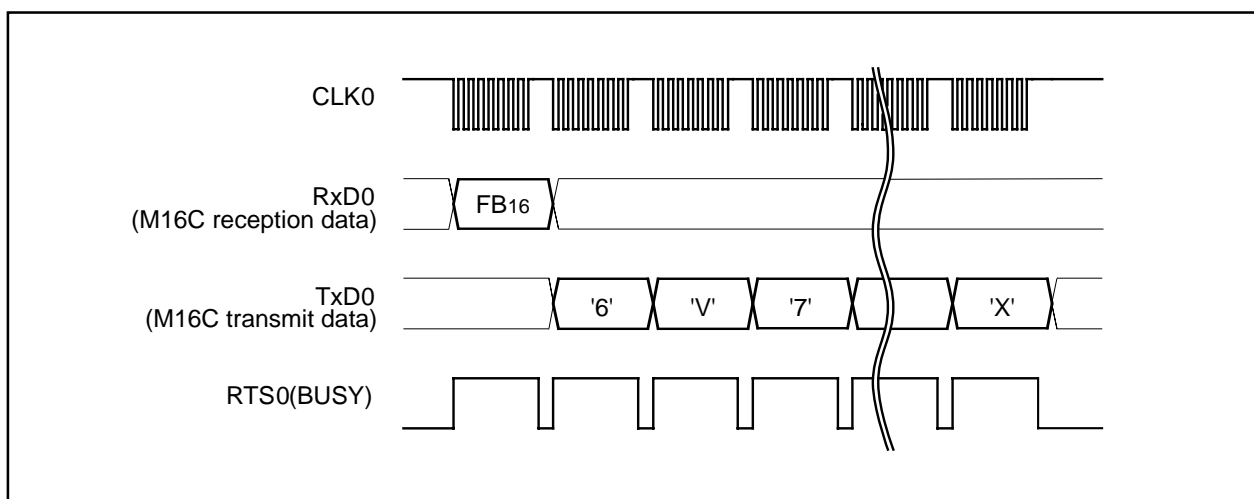 CLK0
RxD0
(M16C reception data)
FB16
TxD0
(M16C transmit data)
'6' 'V' '7' 'X'
RTS0(BUSY)